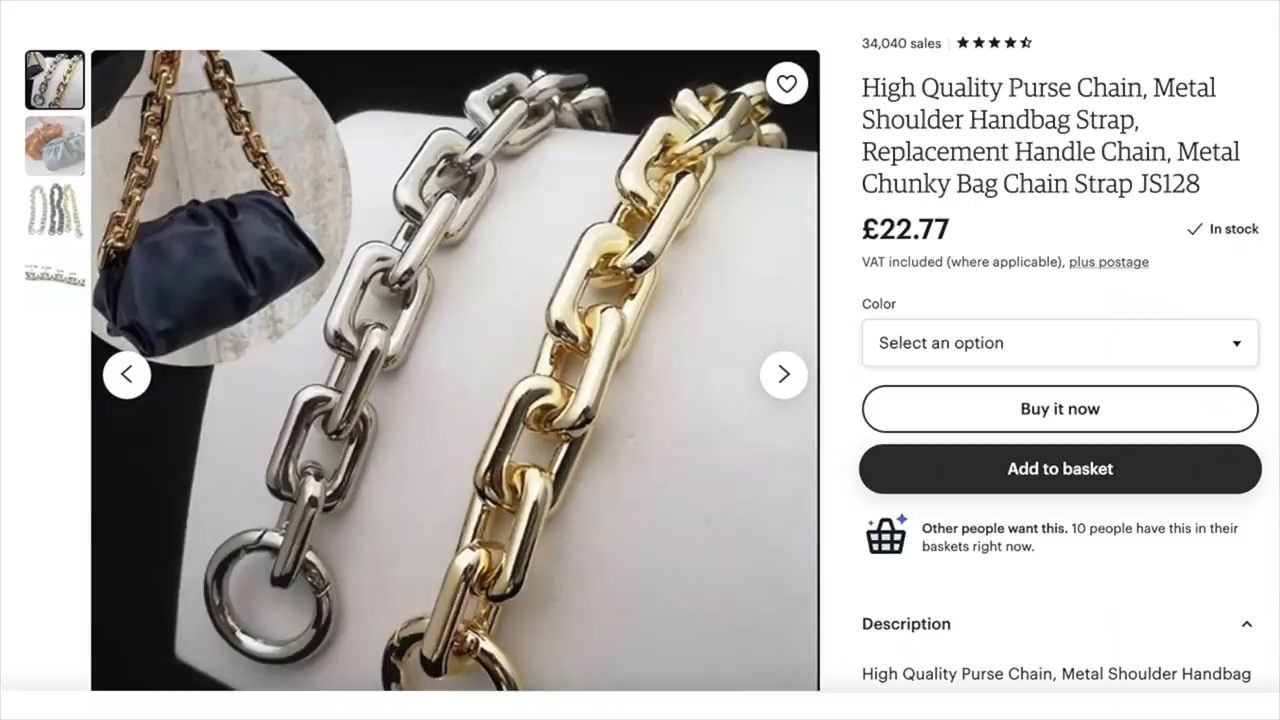 34,040 sales
High Quality Purse Chain, Metal
Shoulder Handbag Strap,
Replacement Handle Chain, Metal
Chunky Bag Chain Strap JS128
£22.77
In stock
VAT included (where applicable), plus postage
Color
Select an option
Buy it now
Add to basket
Other people want this. 10 people have this in their
baskets right now.
Description
High Quality Purse Chain, Metal Shoulder Handbag